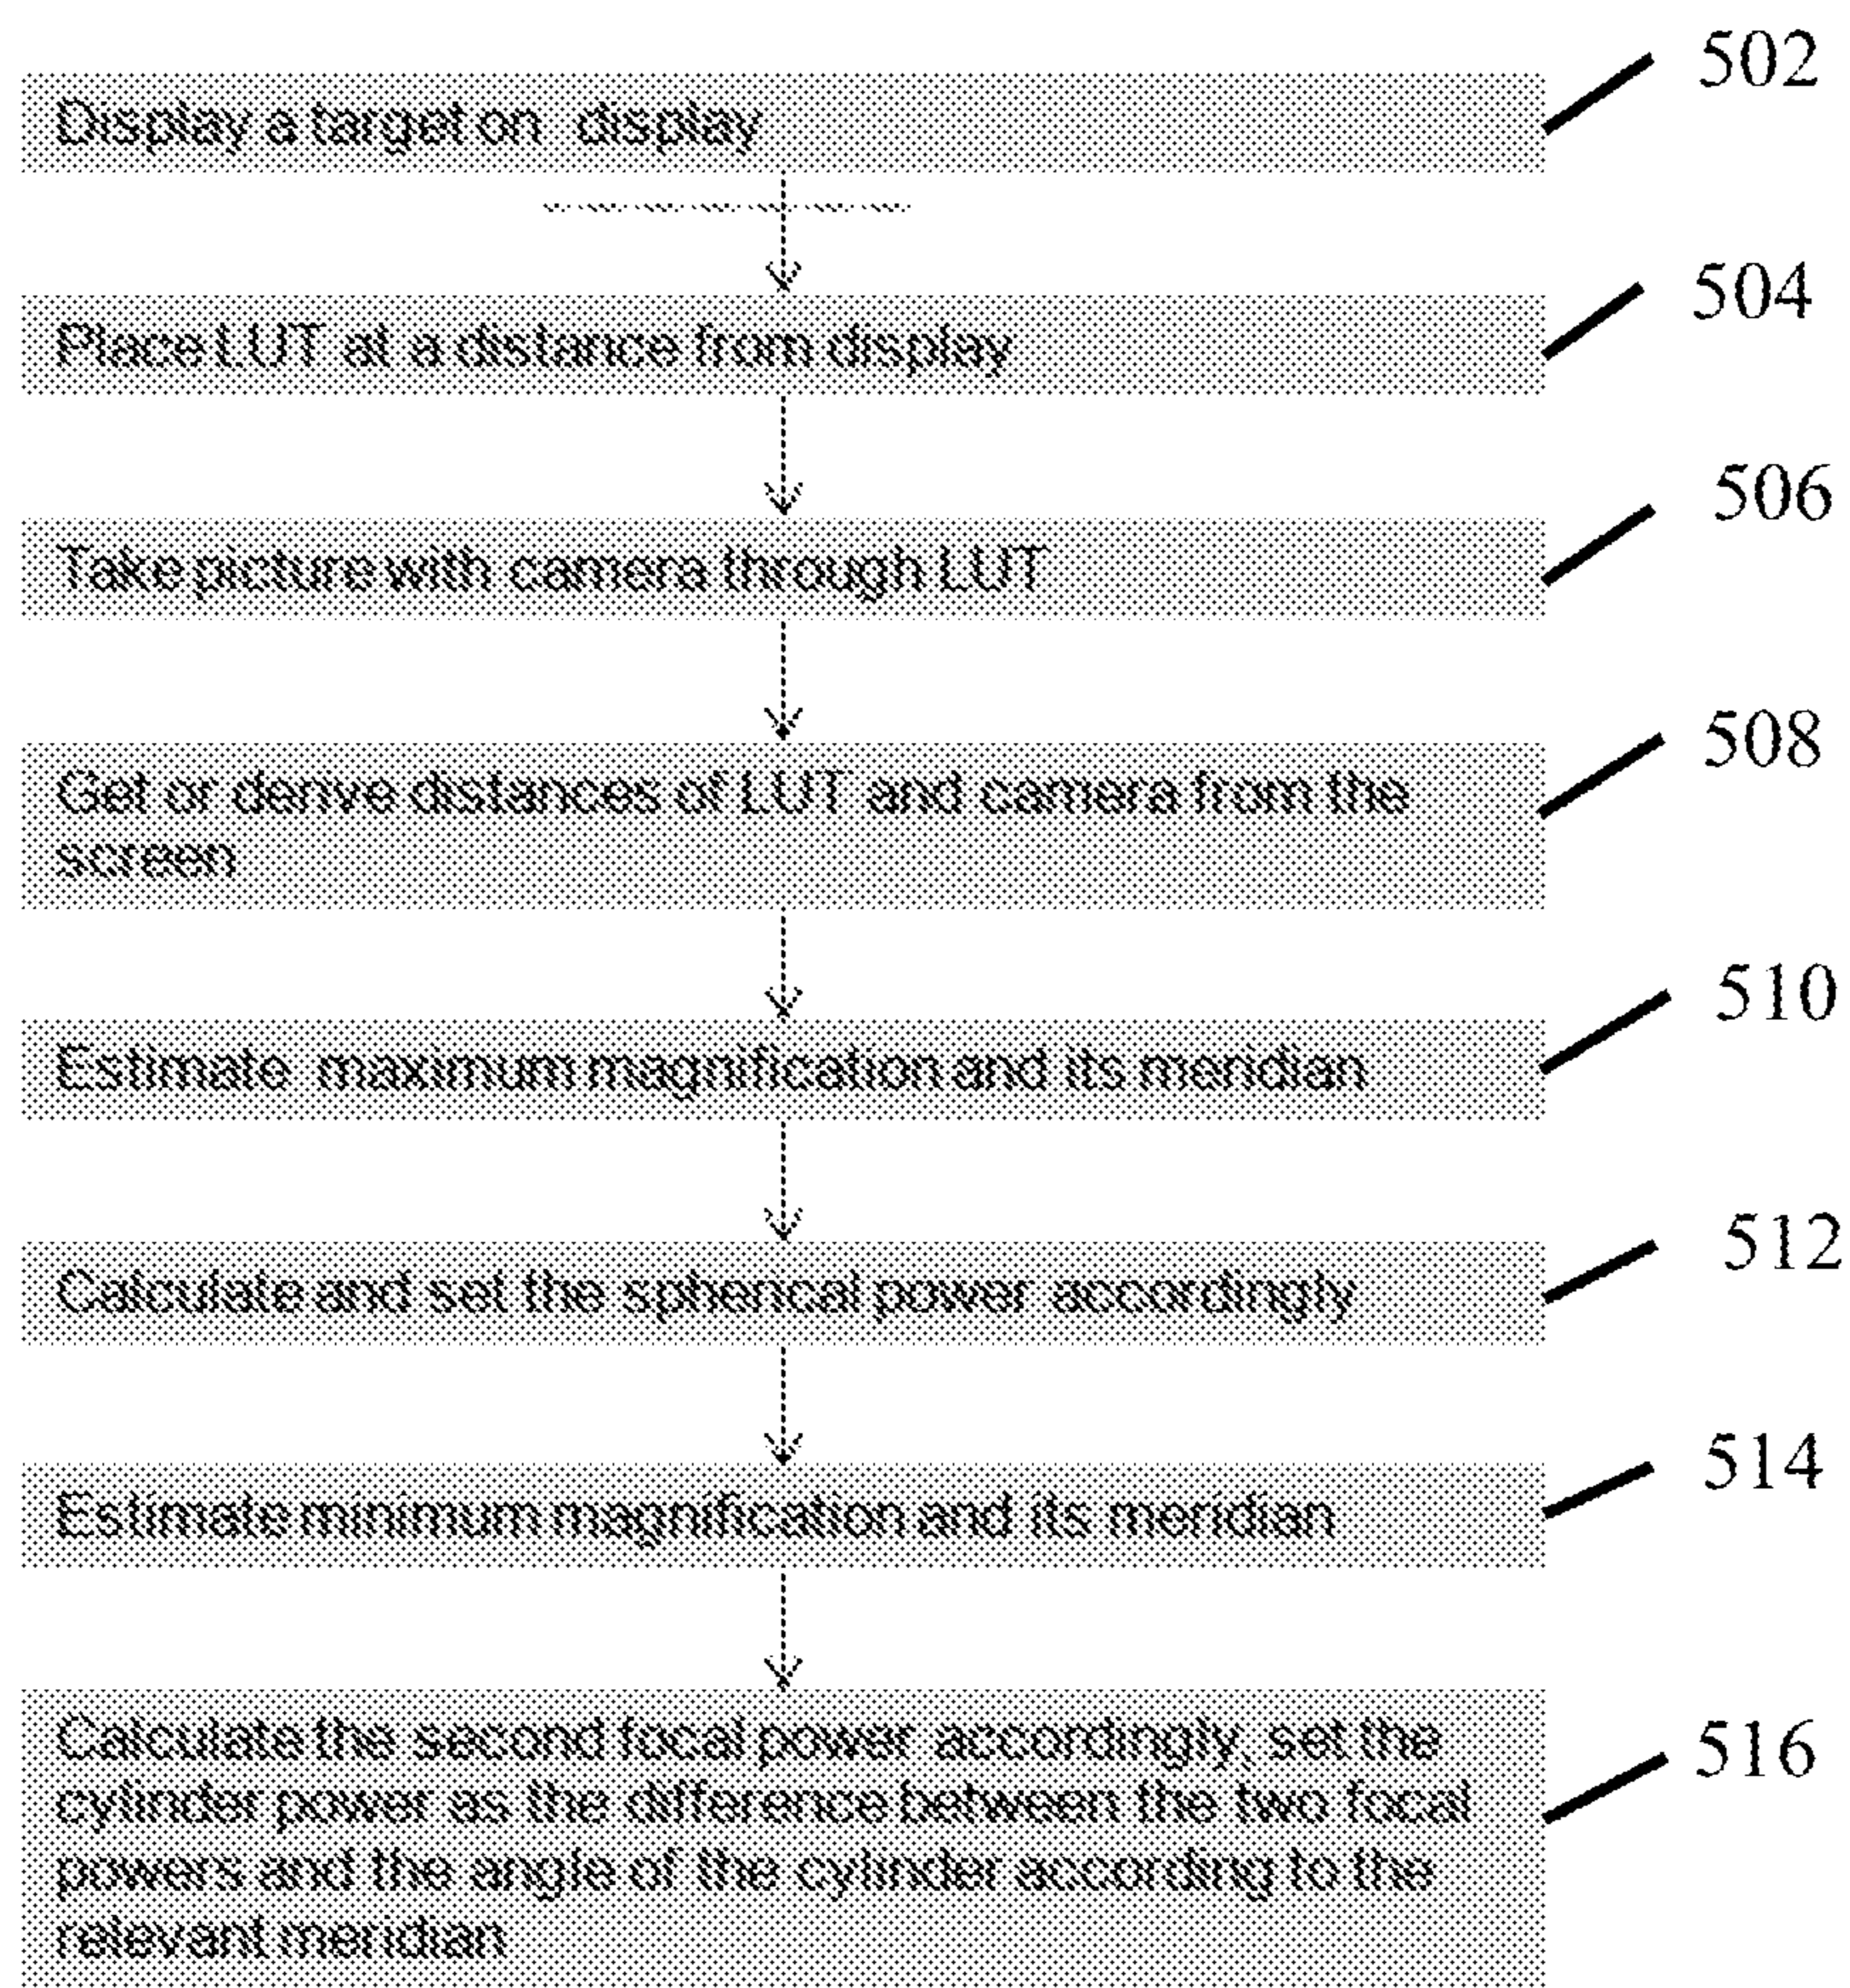 Display a target on display
502
Place LUT at a distance from display
504
Take picture with camera through LUT
506
Get or derive distances of LUT and camera from the
screen
508
Estimate maximum magnification and its meridian
510
Calculate and set the spherical power accordingly
512
Estimate minimum magnification and its meridian
514
Calculate the second focal power accordingly, set the
cylinder power as the difference between the two focal
powers and the angle of the cylinder according to the
relevant meridian
516